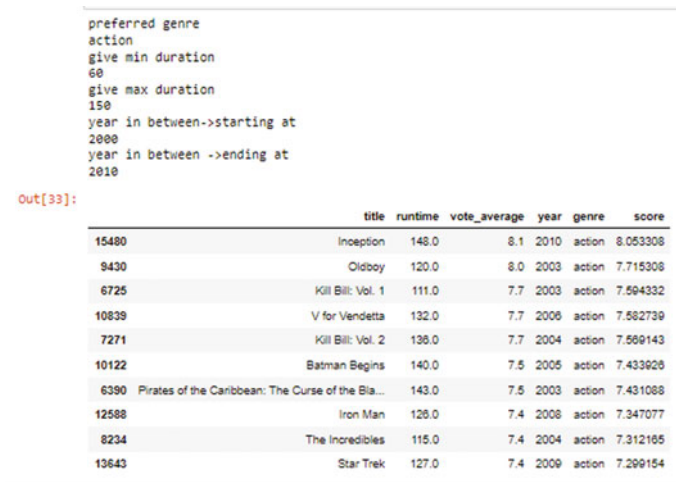 preferred genre
action
give min duration
60
give max duration
150
year in between->starting at
2000
year in between ->ending at
2010
Out[33]:
title runtime vote_average year genre score
15480 Inception 148.0 8.1 2010 action 8.053308
9430 Oldboy 120.0 8.0 2003 action 7.715308
6725 Kill Bill: Vol. 1 111.0 7.7 2003 action 7.594332
10839 V for Vendetta 132.0 7.7 2006 action 7.582739
7271 Kill Bill: Vol. 2 136.0 7.7 2004 action 7.569143
10122 Batman Begins 140.0 7.5 2005 action 7.433926
6390 Pirates of the Caribbean: The Curse of the Bla... 143.0 7.5 2003 action 7.431088
12588 Iron Man 126.0 7.4 2008 action 7.347077
8234 The Incredibles 115.0 7.4 2004 action 7.312165
13643 Star Trek 127.0 7.4 2009 action 7.299154